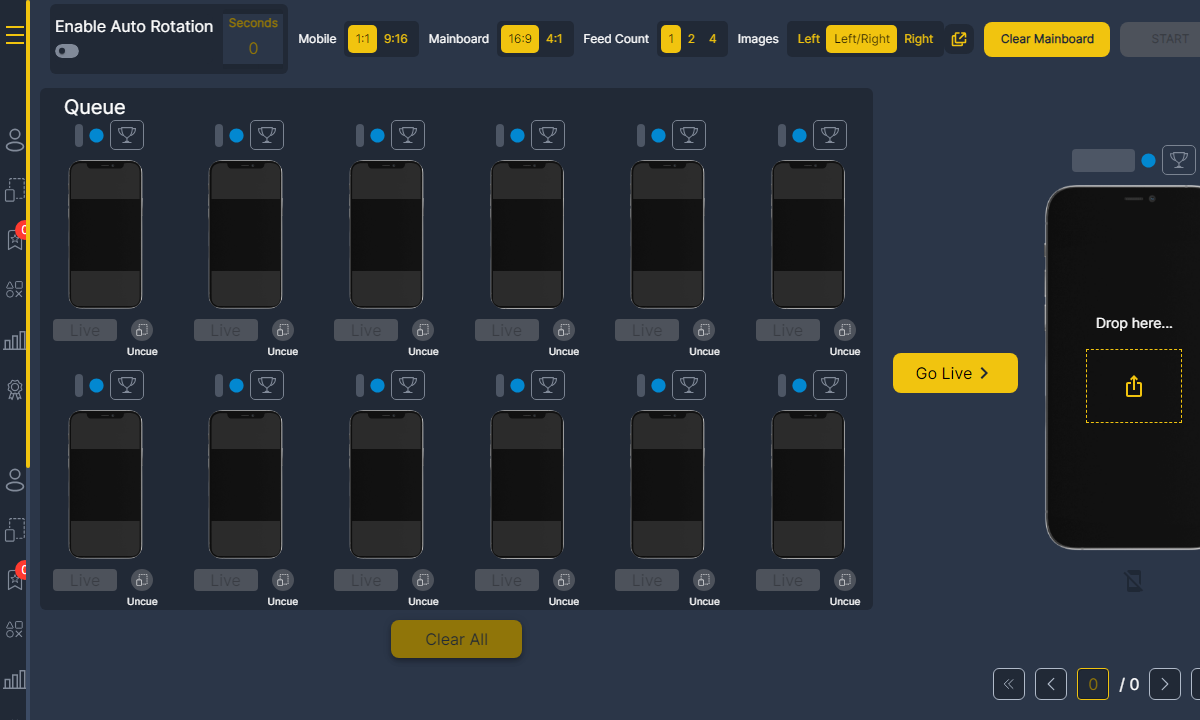 Enable Auto Rotation
Seconds
0
Mobile 1:1 9:16 Mainboard 16:9 4:1 Feed Count 1 2 4 Images Left Left/Right Right Clear Mainboard START
Queue
Live Live Live Live Live Live
Uncue Uncue Uncue Uncue Uncue Uncue
Drop here...
Go Live
Live Live Live Live Live Live
Uncue Uncue Uncue Uncue Uncue Uncue
Clear All
0 / 0